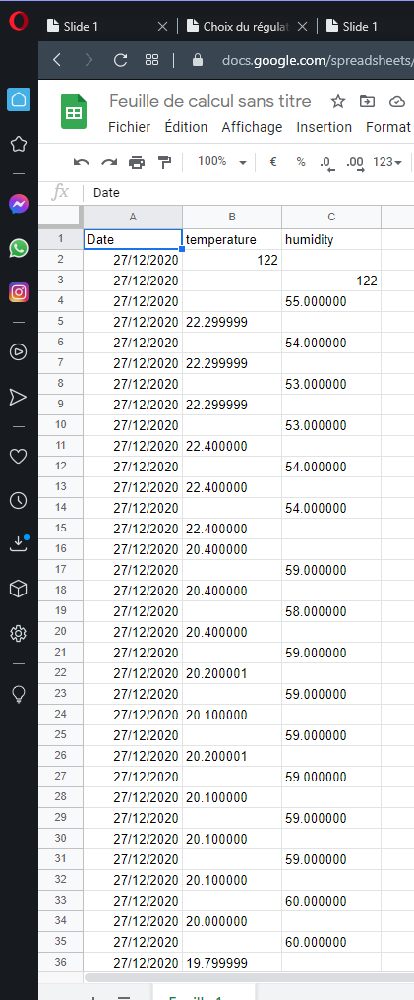 Slide 1 × Choix du régulat × Slide 1
docs.google.com/spreadsheets/
Feuille de calcul sans titre
Fichier Édition Affichage Insertion Format
100% € % .0 .00 123
fx Date
A B C
1 Date temperature humidity
2 27/12/2020 122
3 27/12/2020 122
4 27/12/2020 55.000000
5 27/12/2020 22.299999
6 27/12/2020 54.000000
7 27/12/2020 22.299999
8 27/12/2020 53.000000
9 27/12/2020 22.299999
10 27/12/2020 53.000000
11 27/12/2020 22.400000
12 27/12/2020 54.000000
13 27/12/2020 22.400000
14 27/12/2020 54.000000
15 27/12/2020 22.400000
16 27/12/2020 20.400000
17 27/12/2020 59.000000
18 27/12/2020 20.400000
19 27/12/2020 58.000000
20 27/12/2020 20.400000
21 27/12/2020 59.000000
22 27/12/2020 20.200001
23 27/12/2020 59.000000
24 27/12/2020 20.100000
25 27/12/2020 59.000000
26 27/12/2020 20.200001
27 27/12/2020 59.000000
28 27/12/2020 20.100000
29 27/12/2020 59.000000
30 27/12/2020 20.100000
31 27/12/2020 59.000000
32 27/12/2020 20.100000
33 27/12/2020 60.000000
34 27/12/2020 20.000000
35 27/12/2020 60.000000
36 27/12/2020 19.799999